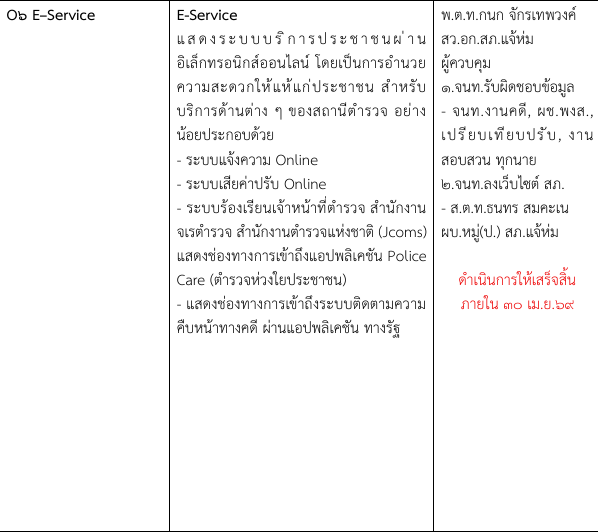 O๖ E–Service
E-Service
แสดงระบบบริการประชาชนผ่าน
อิเล็กทรอนิกส์ออนไลน์ โดยเป็นการอำนวย
ความสะดวกให้แห้แก่ประชาชน สำหรับ
บริการด้านต่าง ๆ ของสถานีตำรวจ อย่าง
น้อยประกอบด้วย
- ระบบแจ้งความ Online
- ระบบเสียค่าปรับ Online
- ระบบร้องเรียนเจ้าหน้าที่ตำรวจ สำนักงาน
จเรตำรวจ สำนักงานตำรวจแห่งชาติ (Jcoms)
แสดงช่องทางการเข้าถึงแอปพลิเคชัน Police
Care (ตำรวจห่วงใยประชาชน)
- แสดงช่องทางการเข้าถึงระบบติดตามความ
คืบหน้าทางคดี ผ่านแอปพลิเคชัน ทางรัฐ
พ.ต.ท.กนก จักรเทพวงค์
สว.อก.สภ.แจ้ห่ม
ผู้ควบคุม
๑.จนท.รับผิดชอบข้อมูล
- จนท.งานคดี, ผช.พงส.,
เปรียบเทียบปรับ, งาน
สอบสวน ทุกนาย
๒.จนท.ลงเว็บไซต์ สภ.
- ส.ต.ท.ธนทร สมคะเน
ผบ.หมู่(ป.) สภ.แจ้ห่ม
ดำเนินการให้เสร็จสิ้น
ภายใน ๓๐ เม.ย.๖๙